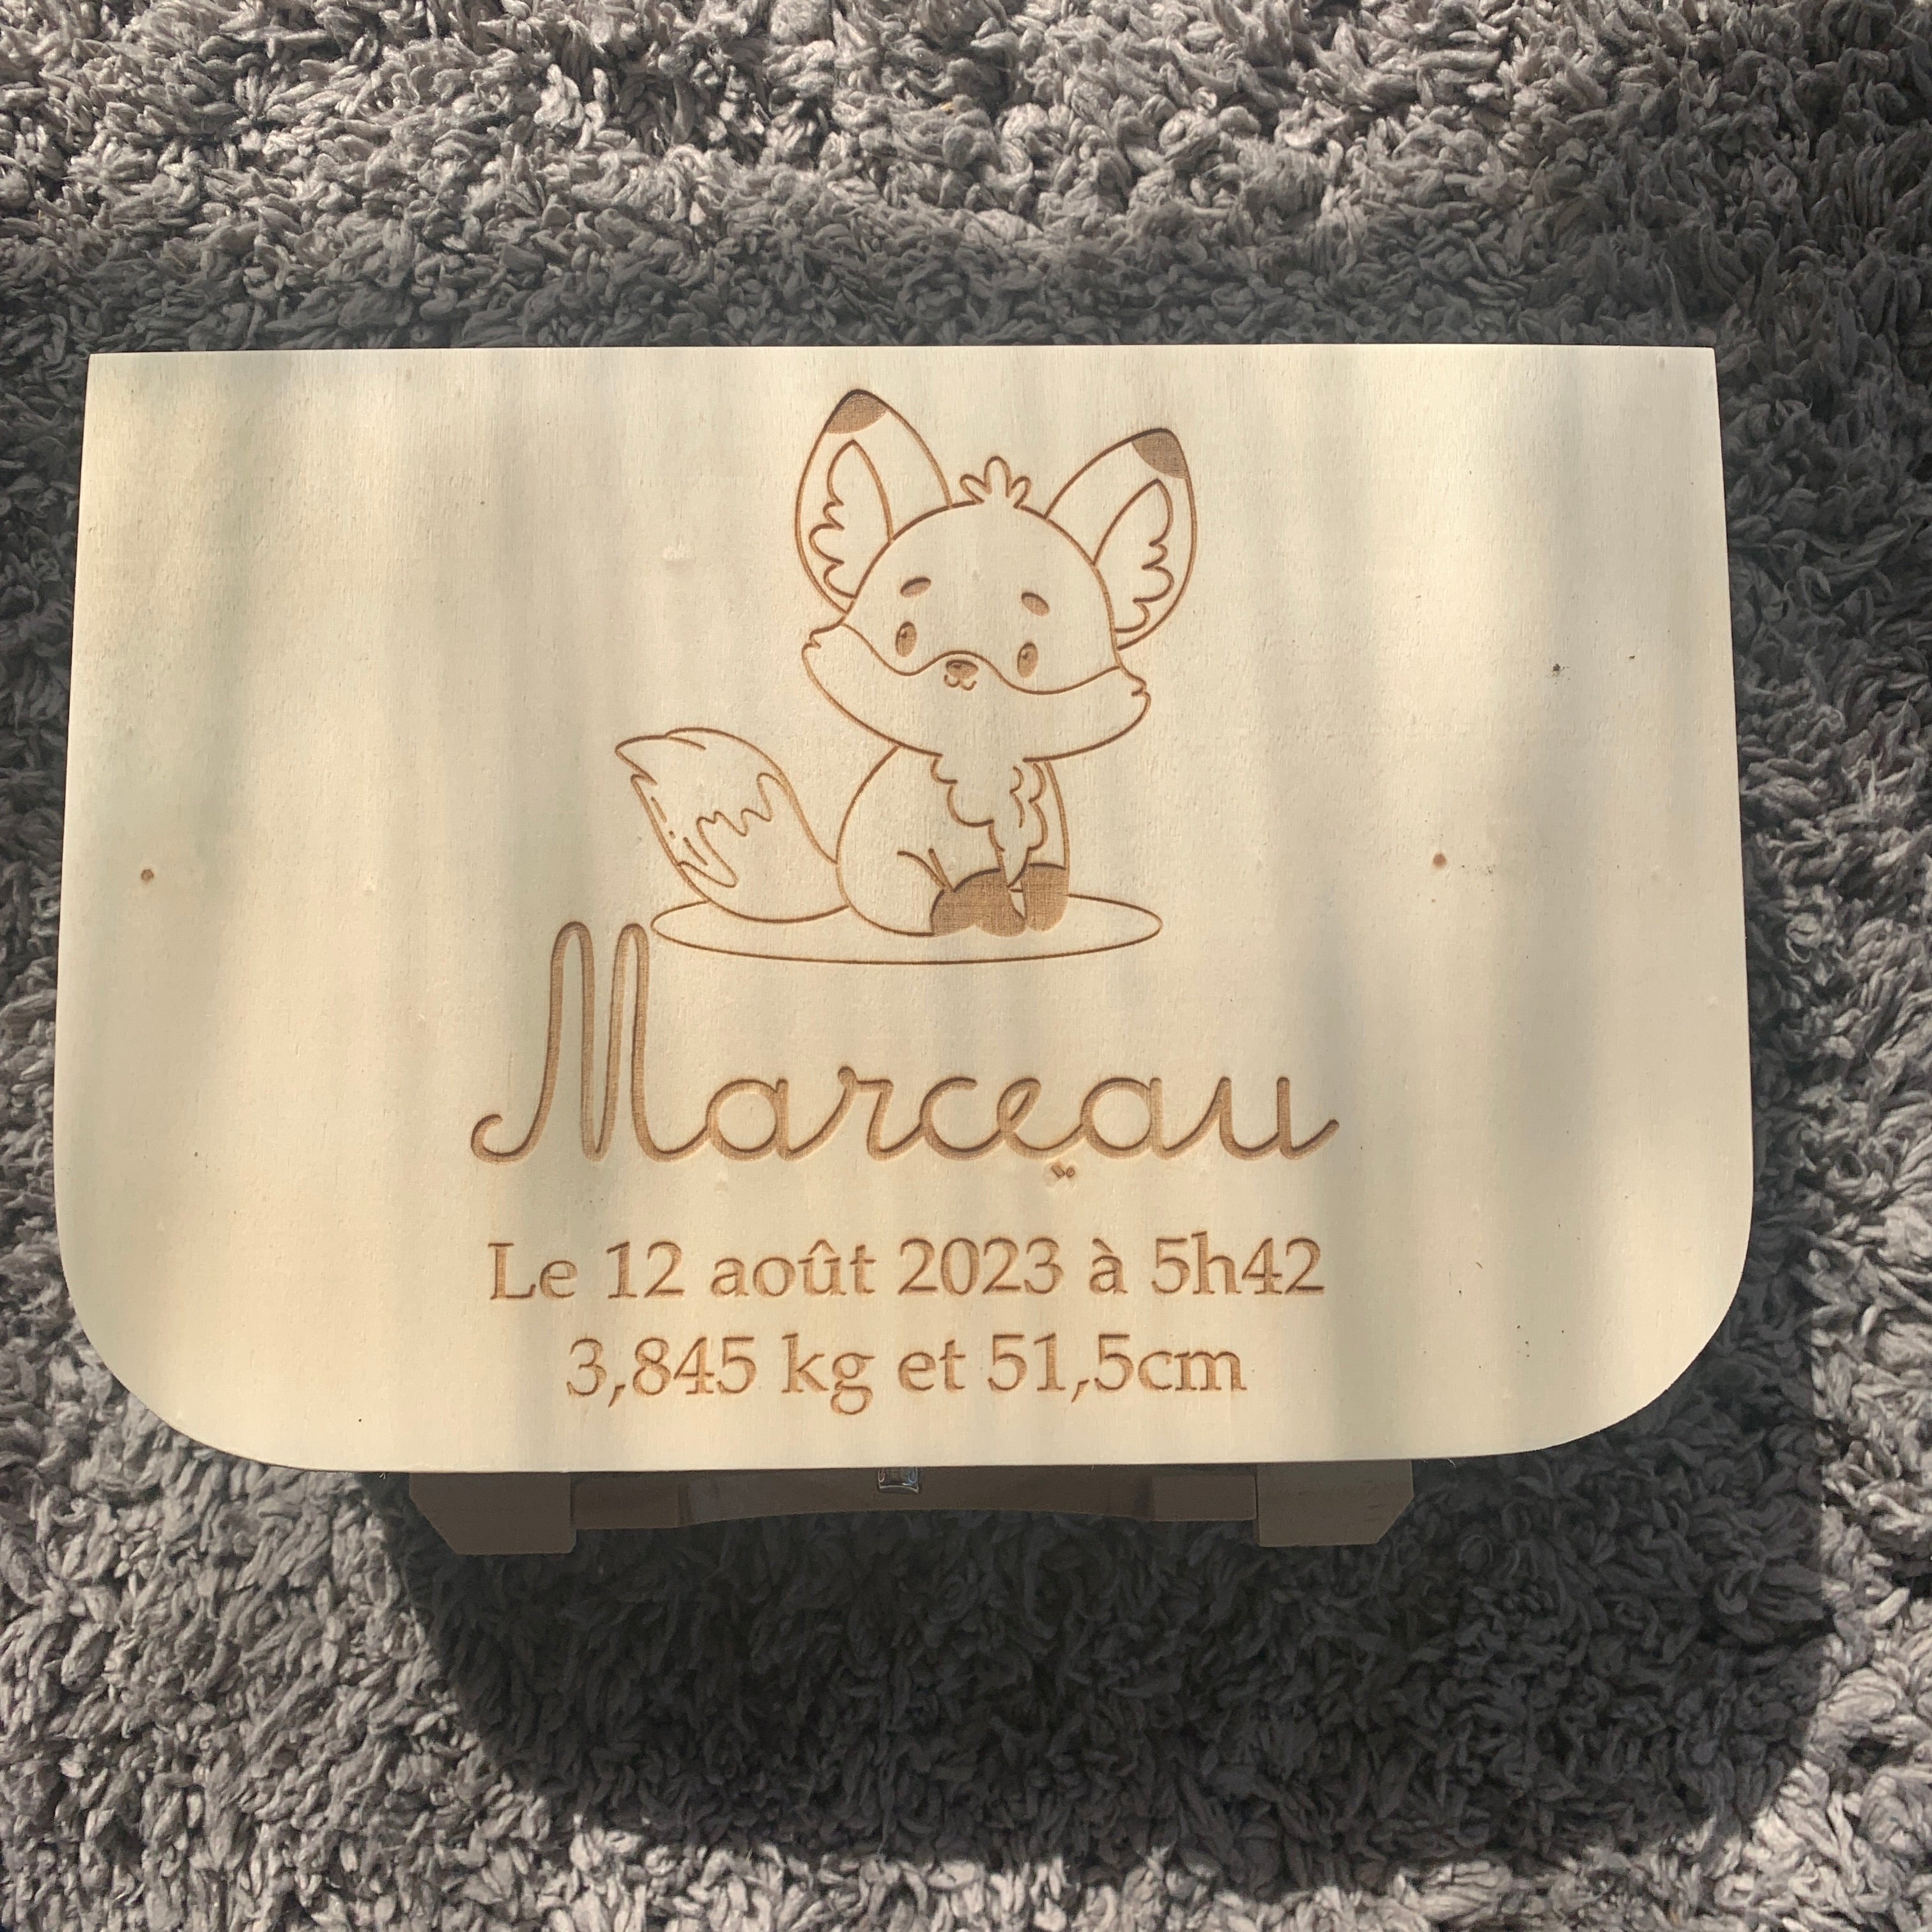 Marceau
Le 12 août 2023 à 5h42
3,845 kg et 51,5cm